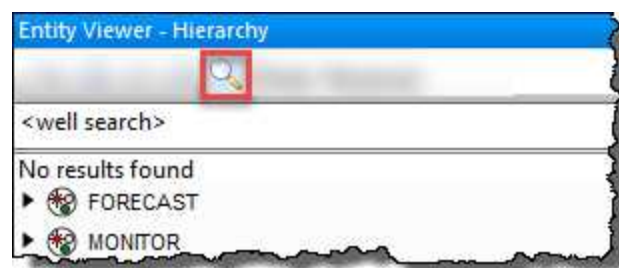 Entity Viewer - Hierarchy
<well search>
No results found
FORECAST
MONITOR